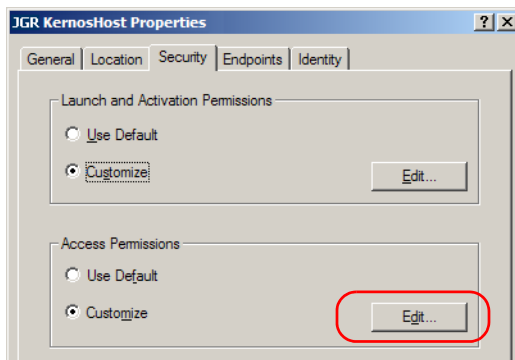 JGR KernosHost Properties
General Location Security Endpoints Identity
Launch and Activation Permissions
Use Default
Customize
Edit...
Access Permissions
Use Default
Customize
Edit...